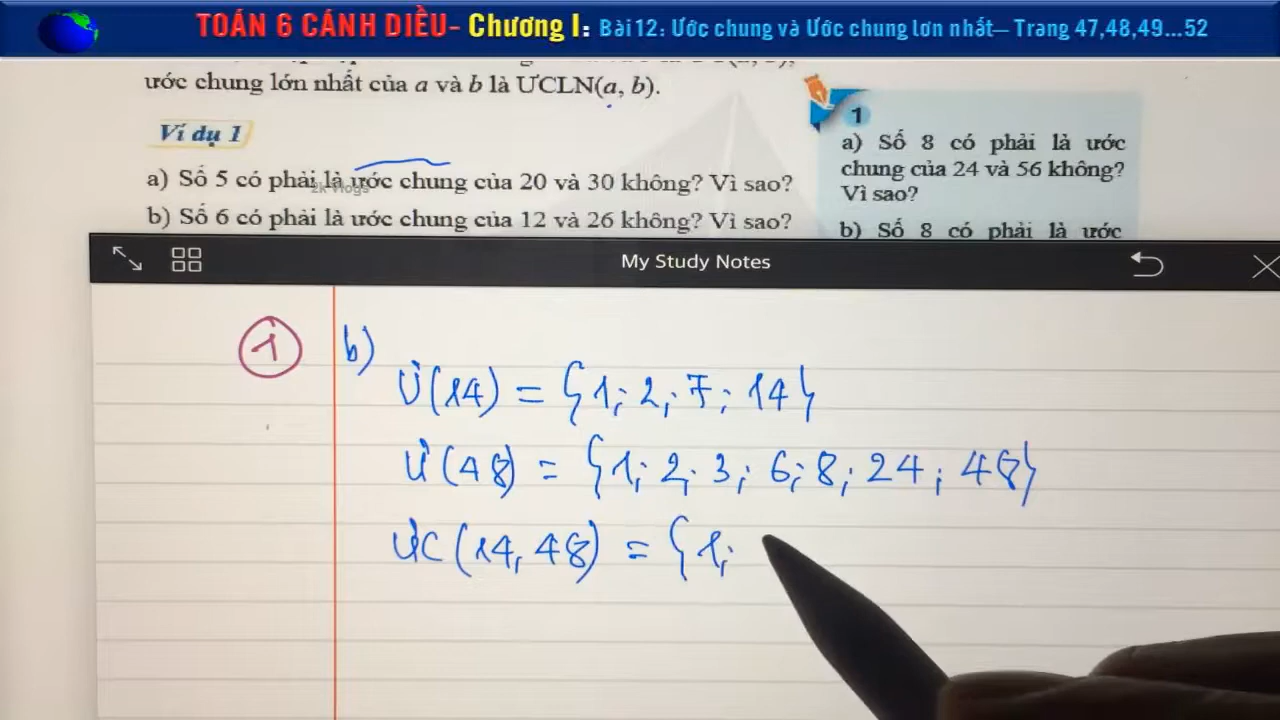 TOÁN 6 CÁNH DIỀU- Chương I: Bài 12: Ước chung và Ước chung lớn nhất– Trang 47,48,49...52
ước chung lớn nhất của a và b là ƯCLN(a, b).
Ví dụ 1
a) Số 5 có phải là ước chung của 20 và 30 không? Vì sao?
2K Vlogs
b) Số 6 có phải là ước chung của 12 và 26 không? Vì sao?
1
a) Số 8 có phải là ước
chung của 24 và 56 không?
Vì sao?
b) Số 8 có phải là ước
My Study Notes
1 b)
Ư(14) = {1; 2; 7; 14}
Ư(48) = {1; 2; 3; 6; 8; 24; 48}
ƯC(14, 48) = {1;